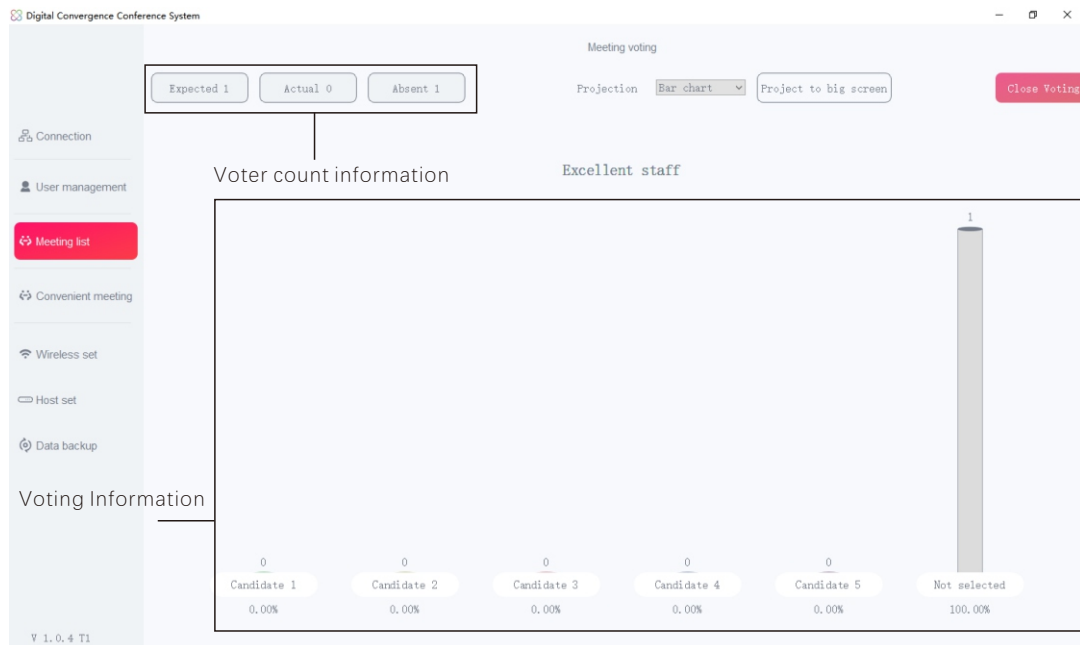 Digital Convergence Conference System
Meeting voting
Expected 1 Actual 0 Absent 1 Projection Bar chart Project to big screen Close Voting
Connection
Voter count information
Excellent staff
User management
Meeting list
1
Convenient meeting
Wireless set
Host set
Data backup
Voting Information
0 0 0 0 0
Candidate 1 Candidate 2 Candidate 3 Candidate 4 Candidate 5 Not selected
0.00% 0.00% 0.00% 0.00% 0.00% 100.00%
V 1.0.4 T1